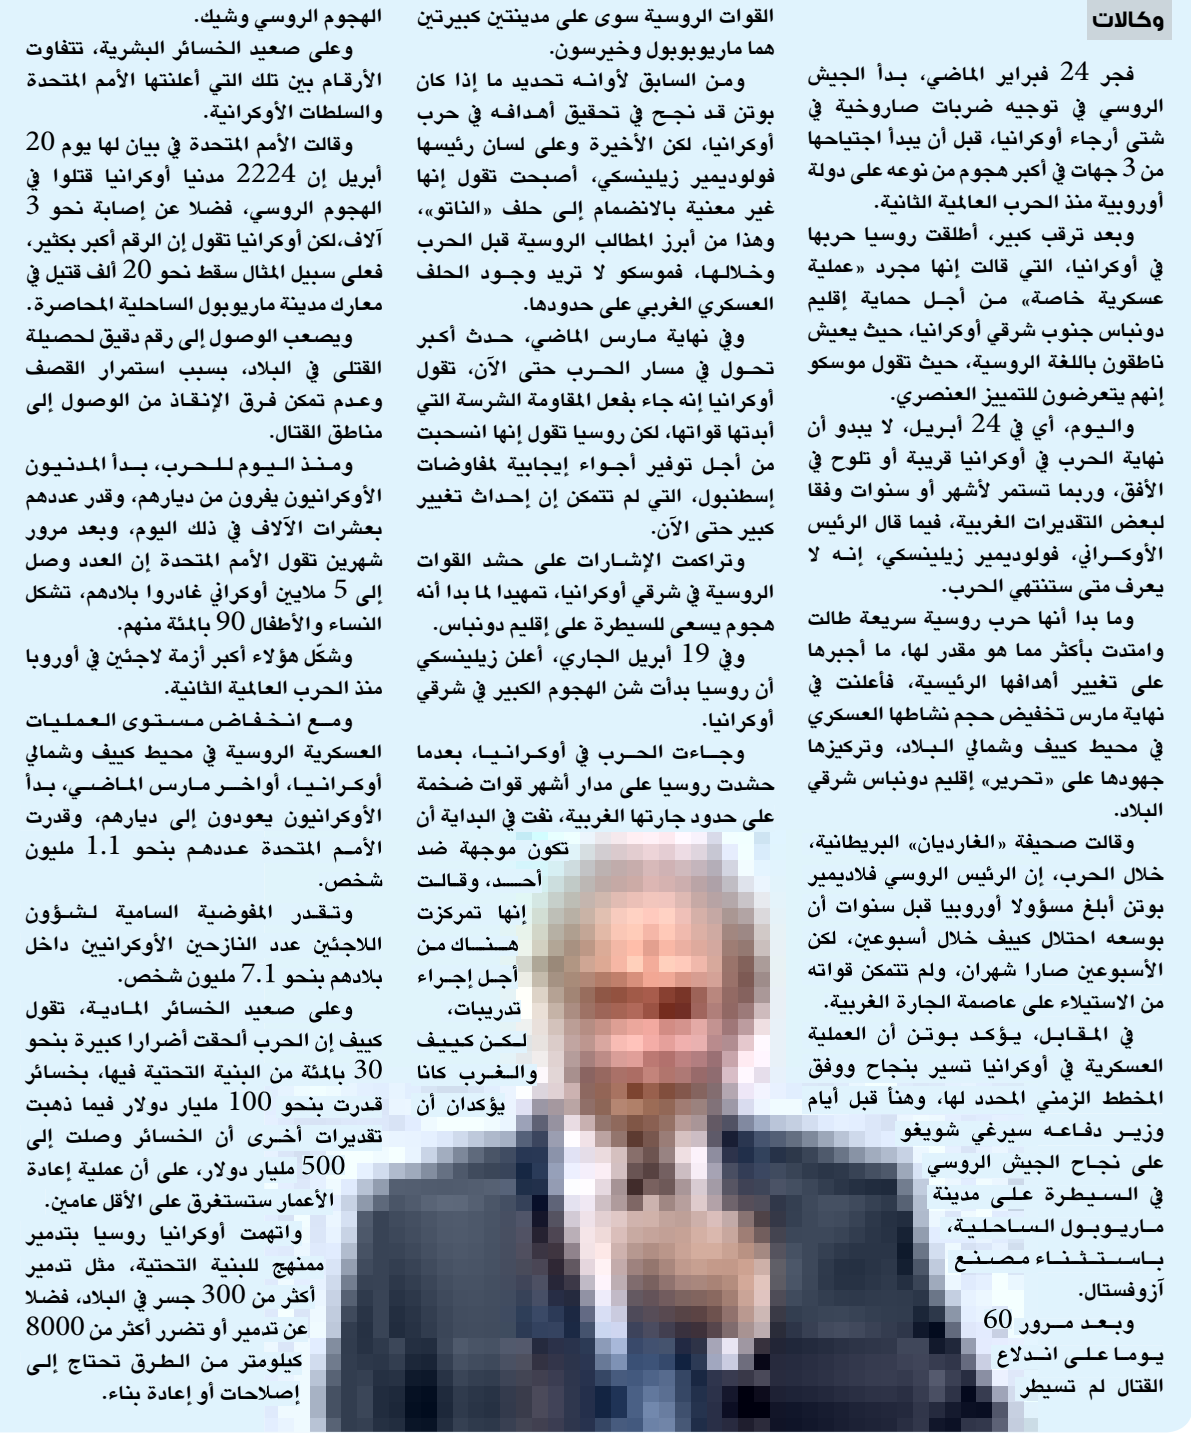 وكالات
فجر 24 فبراير الماضي، بدأ الجيش
الروسي في توجيه ضربات صاروخية في
شتى أرجاء أوكرانيا، قبل أن يبدأ اجتياحها
من 3 جهات في أكبر هجوم من نوعه على دولة
أوروبية منذ الحرب العالمية الثانية.
وبعد ترقب كبير، أطلقت روسيا حربها
في أوكرانيا، التي قالت إنها مجرد «عملية
عسكرية خاصة» من أجل حماية إقليم
دونباس جنوب شرقي أوكرانيا، حيث يعيش
ناطقون باللغة الروسية، حيث تقول موسكو
إنهم يتعرضون للتمييز العنصري.
واليوم، أي في 24 أبريل، لا يبدو أن
نهاية الحرب في أوكرانيا قريبة أو تلوح في
الأفق، وربما تستمر لأشهر أو سنوات وفقا
لبعض التقديرات الغربية، فيما قال الرئيس
الأوكراني، فولوديمير زيلينسكي، إنه لا
يعرف متى ستنتهي الحرب.
وما بدا أنها حرب روسية سريعة طالت
وامتدت بأكثر مما هو مقدر لها، ما أجبرها
على تغيير أهدافها الرئيسية، فأعلنت في
نهاية مارس تخفيض حجم نشاطها العسكري
في محيط كييف وشمالي البلاد، وتركيزها
جهودها على «تحرير» إقليم دونباس شرقي
البلاد.
وقالت صحيفة «الغارديان» البريطانية،
خلال الحرب، إن الرئيس الروسي فلاديمير
بوتن أبلغ مسؤولا أوروبيا قبل سنوات أن
بوسعه احتلال كييف خلال أسبوعين، لكن
الأسبوعين صارا شهران، ولم تتمكن قواته
من الاستيلاء على عاصمة الجارة الغربية.
في المقابل، يؤكد بوتن أن العملية
العسكرية في أوكرانيا تسير بنجاح ووفق
المخطط الزمني المحدد لها، وهنأ قبل أيام
وزير دفاعه سيرغي شويغو
على نجاح الجيش الروسي
في السيطرة على مدينة
ماريوبول الساحلية،
باستثناء مصنع
آزوفستال.
وبعد مرور 60
يوما على اندلاع
القتال لم تسيطر
القوات الروسية سوى على مدينتين كبيرتين
هما ماريوبوبول وخيرسون.
ومن السابق لأوانه تحديد ما إذا كان
بوتن قد نجح في تحقيق أهدافه في حرب
أوكرانيا، لكن الأخيرة وعلى لسان رئيسها
فولوديمير زيلينسكي، أصبحت تقول إنها
غير معنية بالانضمام إلى حلف «الناتو»،
وهذا من أبرز المطالب الروسية قبل الحرب
وخلالها، فموسكو لا تريد وجود الحلف
العسكري الغربي على حدودها.
وفي نهاية مارس الماضي، حدث أكبر
تحول في مسار الحرب حتى الآن، تقول
أوكرانيا إنه جاء بفعل المقاومة الشرسة التي
أبدتها قواتها، لكن روسيا تقول إنها انسحبت
من أجل توفير أجواء إيجابية لمفاوضات
إسطنبول، التي لم تتمكن إن إحداث تغيير
كبير حتى الآن.
وتراكمت الإشارات على حشد القوات
الروسية في شرقي أوكرانيا، تمهيدا لما بدا أنه
هجوم يسعى للسيطرة على إقليم دونباس.
وفي 19 أبريل الجاري، أعلن زيلينسكي
أن روسيا بدأت شن الهجوم الكبير في شرقي
أوكرانيا.
وجاءت الحرب في أوكرانيا، بعدما
حشدت روسيا على مدار أشهر قوات ضخمة
على حدود جارتها الغربية، نفت في البداية أن
تكون موجهة ضد
أحد، وقالت
إنها تمركزت
هناك من
أجل إجراء
تدريبات،
لكن كييف
والغرب كانا
يؤكدان أن
الهجوم الروسي وشيك.
وعلى صعيد الخسائر البشرية، تتفاوت
الأرقام بين تلك التي أعلنتها الأمم المتحدة
والسلطات الأوكرانية.
وقالت الأمم المتحدة في بيان لها يوم 20
أبريل إن 2224 مدنيا أوكرانيا قتلوا في
الهجوم الروسي، فضلا عن إصابة نحو 3
آلاف،لكن أوكرانيا تقول إن الرقم أكبر بكثير،
فعلى سبيل المثال سقط نحو 20 ألف قتيل في
معارك مدينة ماريوبول الساحلية المحاصرة.
ويصعب الوصول إلى رقم دقيق لحصيلة
القتلى في البلاد، بسبب استمرار القصف
وعدم تمكن فرق الإنقاذ من الوصول إلى
مناطق القتال.
ومنذ اليوم للحرب، بدأ المدنيون
الأوكرانيون يفرون من ديارهم، وقدر عددهم
بعشرات الآلاف في ذلك اليوم، وبعد مرور
شهرين تقول الأمم المتحدة إن العدد وصل
إلى 5 ملايين أوكراني غادروا بلادهم، تشكل
النساء والأطفال 90 بالمئة منهم.
وشكّل هؤلاء أكبر أزمة لاجئين في أوروبا
منذ الحرب العالمية الثانية.
ومع انخفاض مستوى العمليات
العسكرية الروسية في محيط كييف وشمالي
أوكرانيا، أواخر مارس الماضي، بدأ
الأوكرانيون يعودون إلى ديارهم، وقدرت
الأمم المتحدة عددهم بنحو 1.1 مليون
شخص.
وتقدر المفوضية السامية لشؤون
اللاجئين عدد النازحين الأوكرانيين داخل
بلادهم بنحو 7.1 مليون شخص.
وعلى صعيد الخسائر المادية، تقول
كييف إن الحرب ألحقت أضرارا كبيرة بنحو
30 بالمئة من البنية التحتية فيها، بخسائر
قدرت بنحو 100 مليار دولار فيما ذهبت
تقديرات أخرى أن الخسائر وصلت إلى
500 مليار دولار، على أن عملية إعادة
الأعمار ستستغرق على الأقل عامين.
واتهمت أوكرانيا روسيا بتدمير
ممنهج للبنية التحتية، مثل تدمير
أكثر من 300 جسر في البلاد، فضلا
عن تدمير أو تضرر أكثر من 8000
كيلومتر من الطرق تحتاج إلى
إصلاحات أو إعادة بناء.